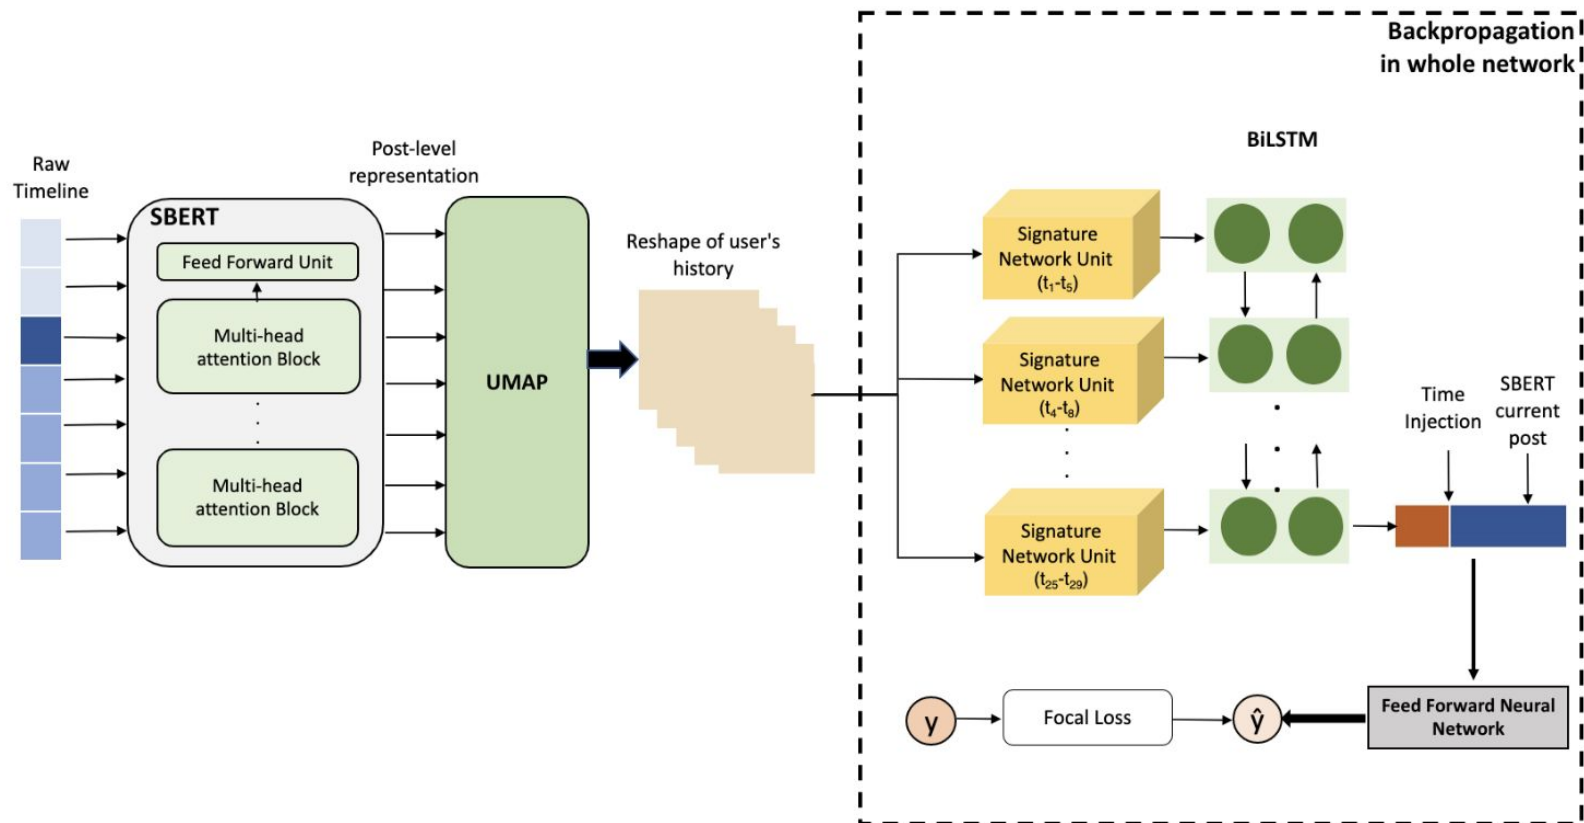 Backpropagation
in whole network
Raw
Timeline
SBERT
Feed Forward Unit
Multi-head
attention Block
.
.
.
Multi-head
attention Block
Post-level
representation
UMAP
Reshape of user's
history
BiLSTM
Signature
Network Unit
(t₁-t₅)
Signature
Network Unit
(t₄-t₈)
.
.
.
Signature
Network Unit
(t₂₅-t₂₉)
Time
Injection
SBERT
current
post
y
Focal Loss
ŷ
Feed Forward Neural
Network